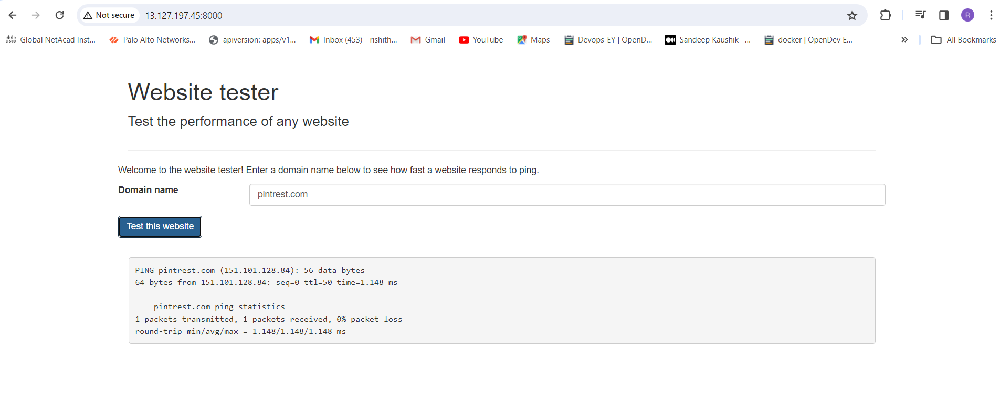 Not secure 13.127.197.45:8000 R
cisco Global NetAcad Inst... Palo Alto Networks... apiversion: apps/v1... Inbox (453) - rishith... Gmail YouTube Maps Devops-EY | OpenD... Sandeep Kaushik –... docker | OpenDev E... » All Bookmarks
Website tester
Test the performance of any website
Welcome to the website tester! Enter a domain name below to see how fast a website responds to ping.
Domain name pintrest.com
Test this website
PING pintrest.com (151.101.128.84): 56 data bytes
64 bytes from 151.101.128.84: seq=0 ttl=50 time=1.148 ms
--- pintrest.com ping statistics ---
1 packets transmitted, 1 packets received, 0% packet loss
round-trip min/avg/max = 1.148/1.148/1.148 ms